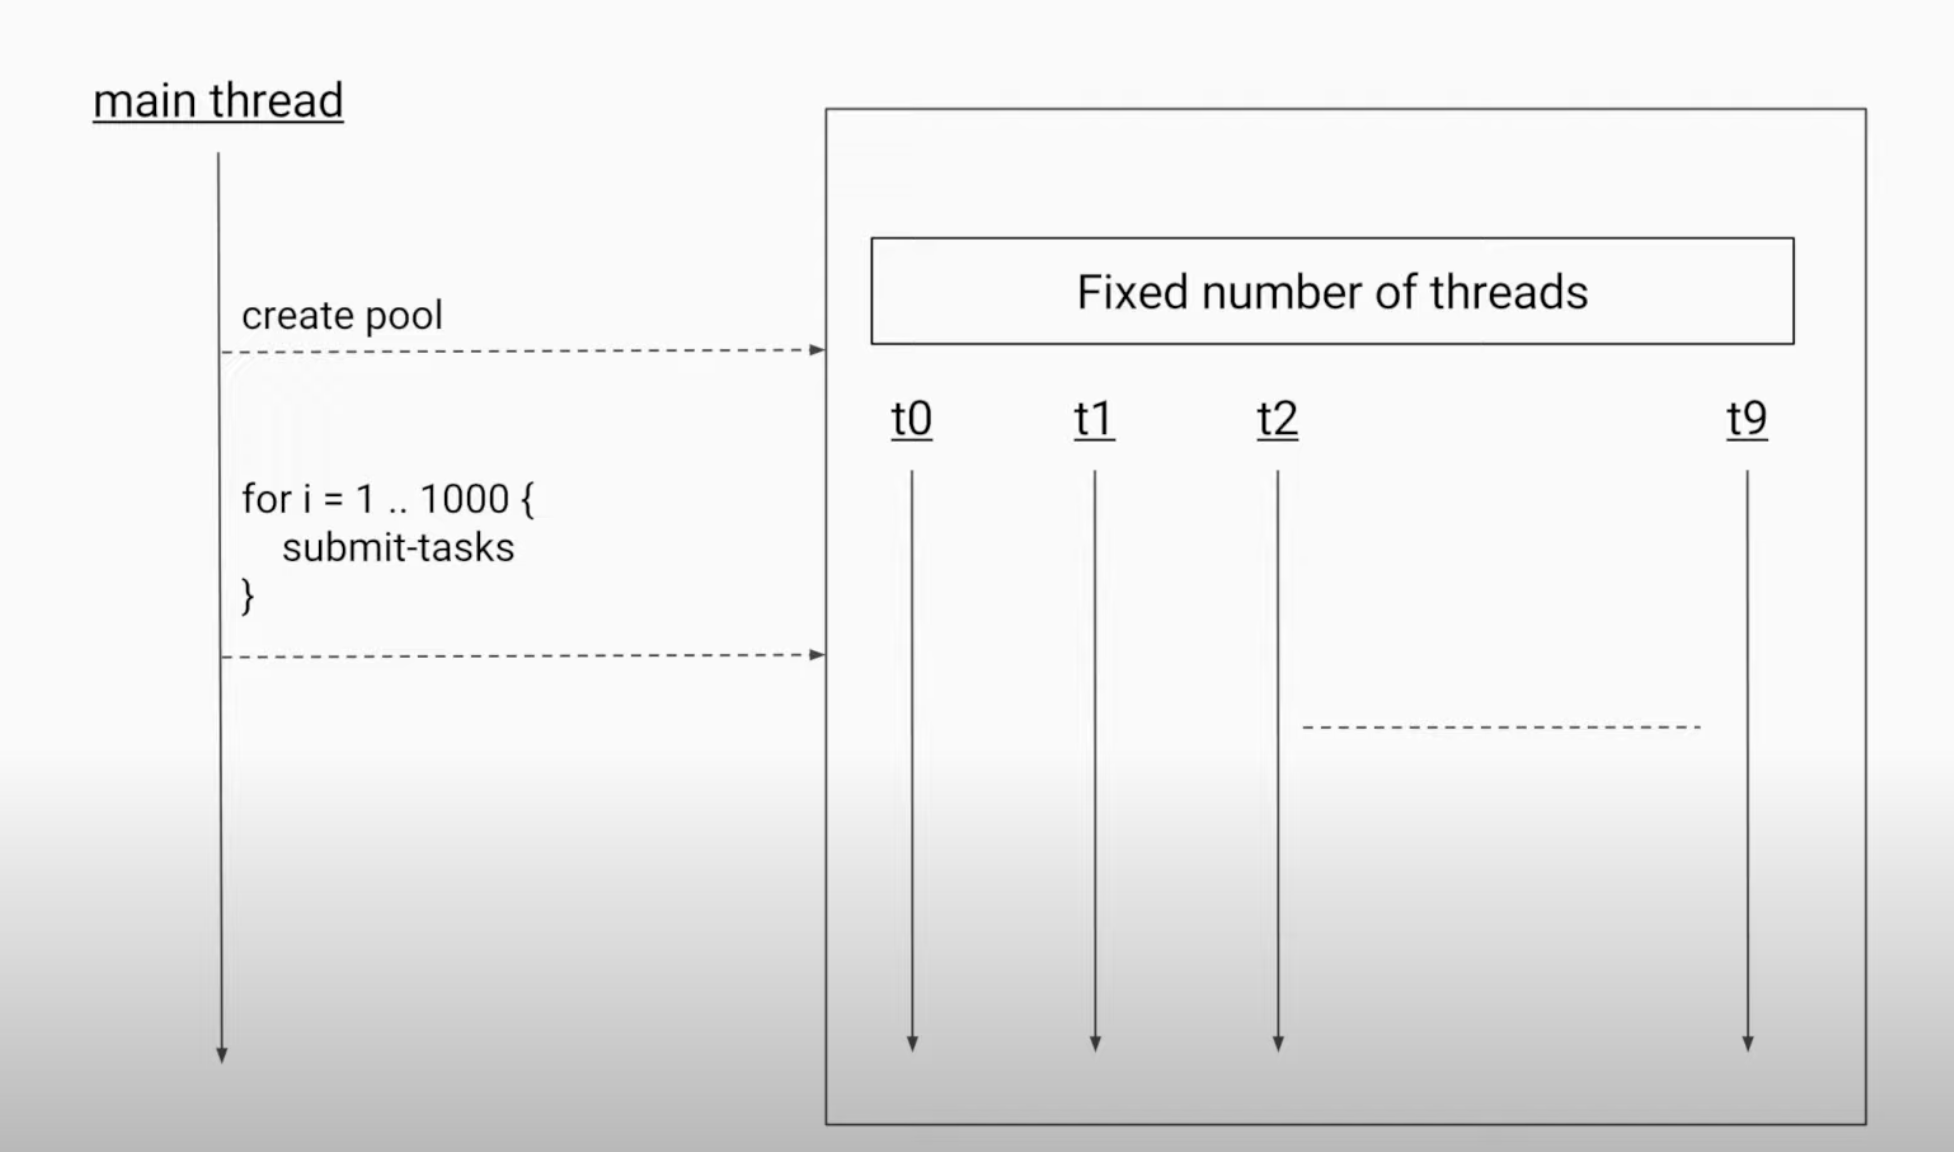 main thread
create pool
for i = 1 .. 1000 {
submit-tasks
}
Fixed number of threads
t0 t1 t2 t9